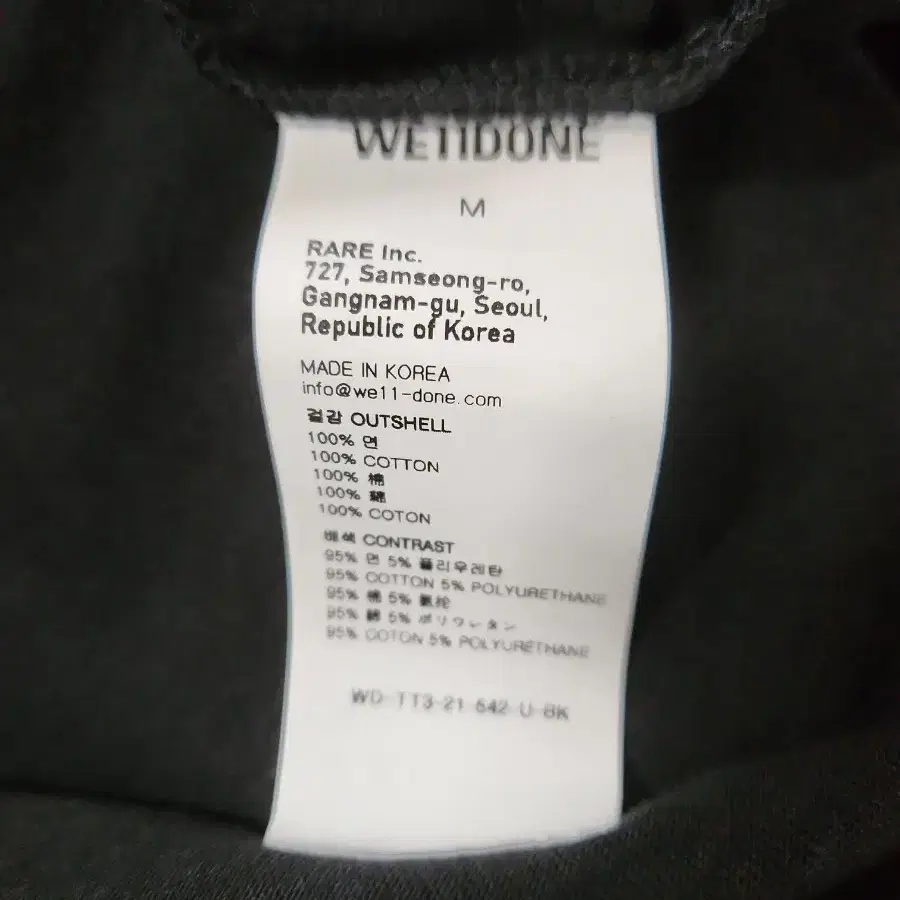 WE11DONE
M
RARE Inc.
727, Samseong-ro,
Gangnam-gu, Seoul,
Republic of Korea
MADE IN KOREA
info@we11-done.com
겉감 OUTSHELL
100% 면
100% COTTON
100% 棉
100% 綿
100% COTON
배색 CONTRAST
95% 면 5% 폴리우레탄
95% COTTON 5% POLYURETHANE
95% 棉 5% 氨纶
95% 綿 5% ポリウレタン
95% COTON 5% POLYURETHANE
WD-TT3-21-642-U-BK